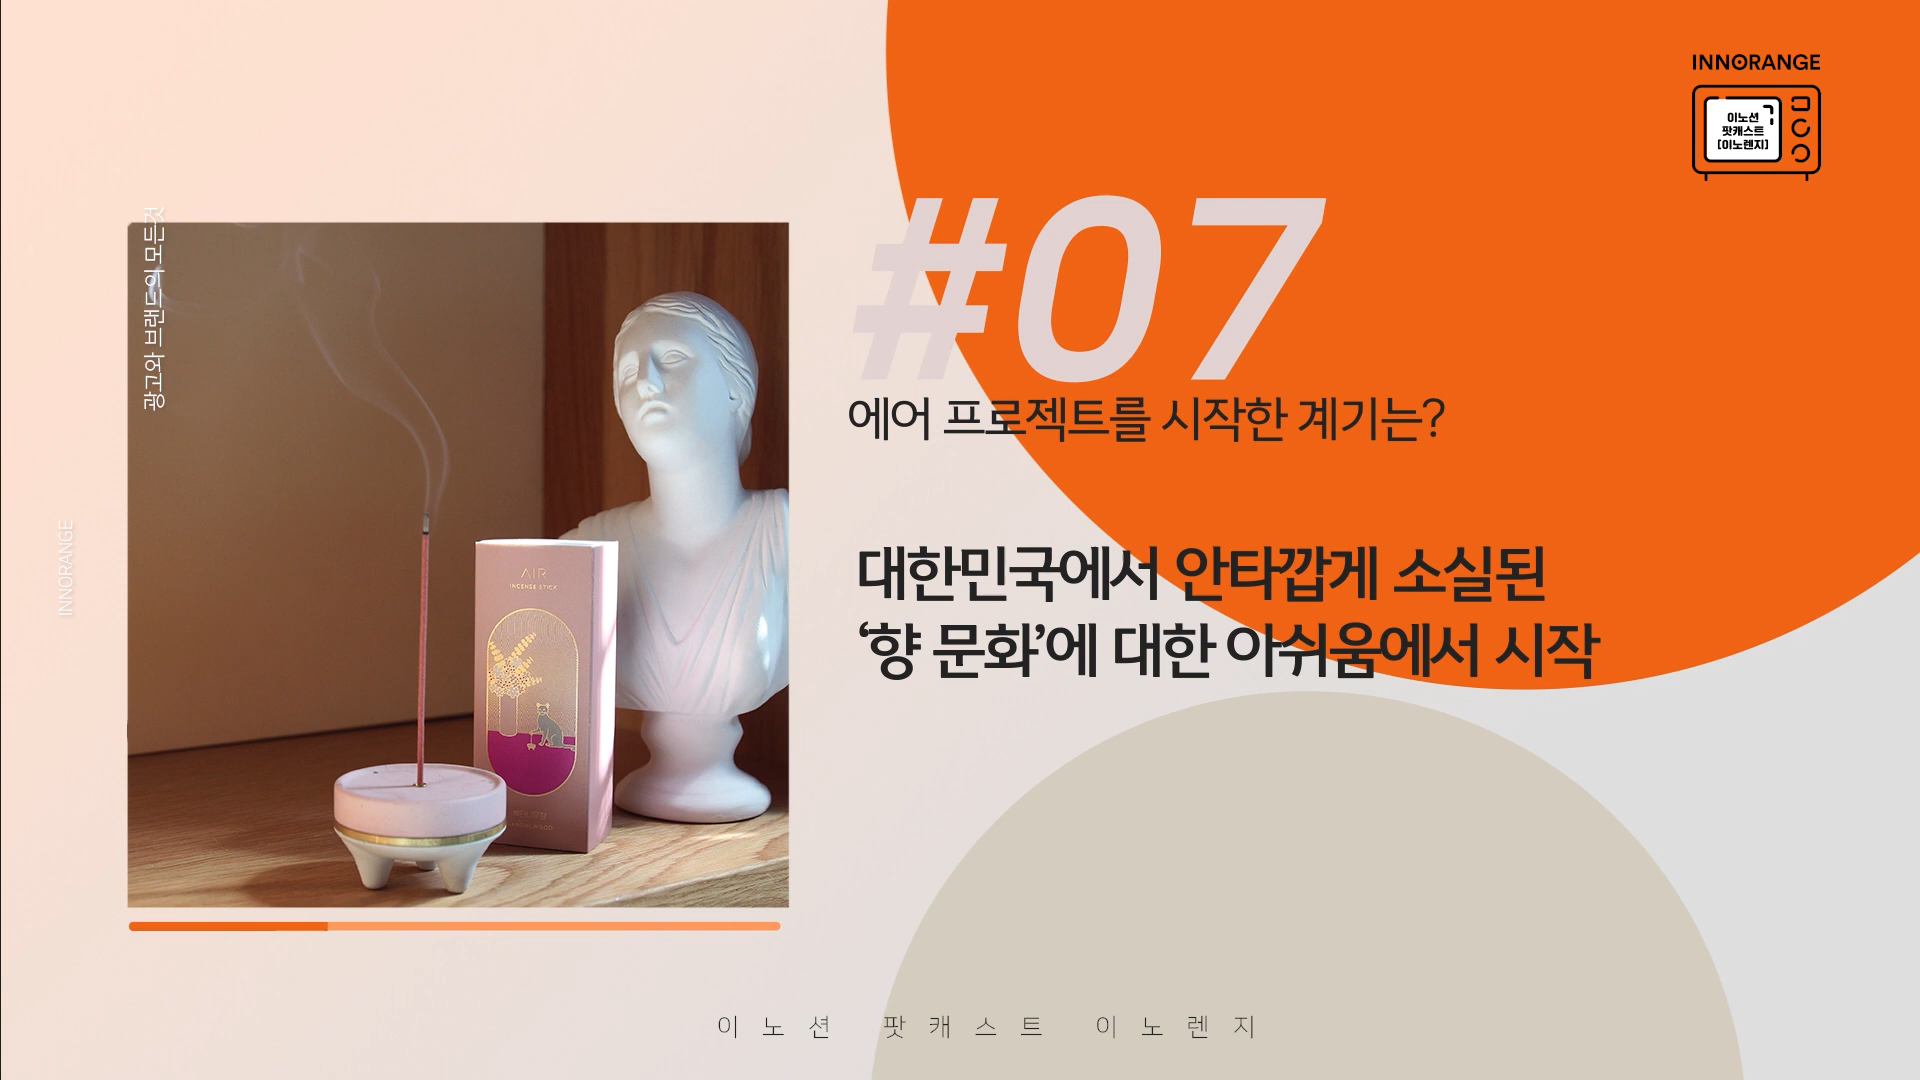 INNORANGE
이노션
팟캐스트
[이노렌지]
광고와 브랜드의 모든것
INNORANGE
#07
에어 프로젝트를 시작한 계기는?
대한민국에서 안타깝게 소실된
‘향 문화’에 대한 아쉬움에서 시작
AIR
INCENSE STICK
이노션 팟캐스트 이노렌지